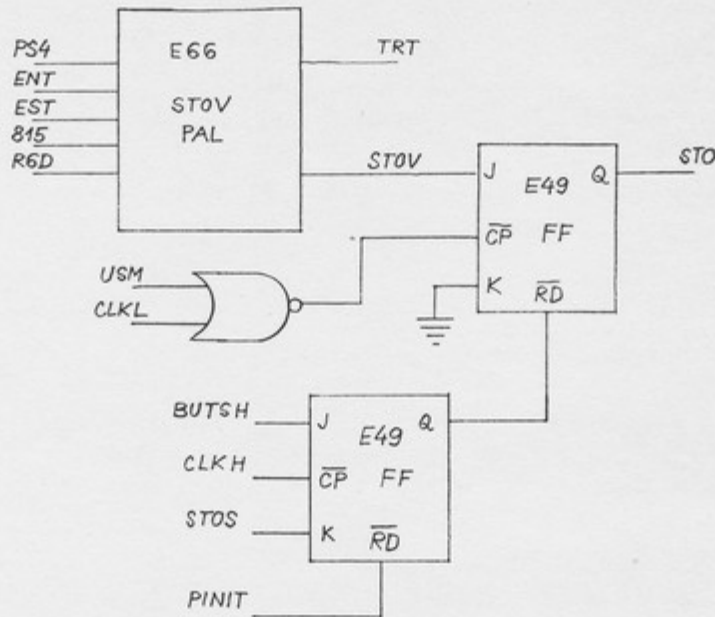 PS4
ENT
EST
815
R6D
E66
STOV
PAL
TRT
STOV
J
E49
Q
STO
CP
FF
K
RD
USM
CLKL
BUTSH
J
E49
Q
CLKH
CP
FF
STOS
K
RD
PINIT